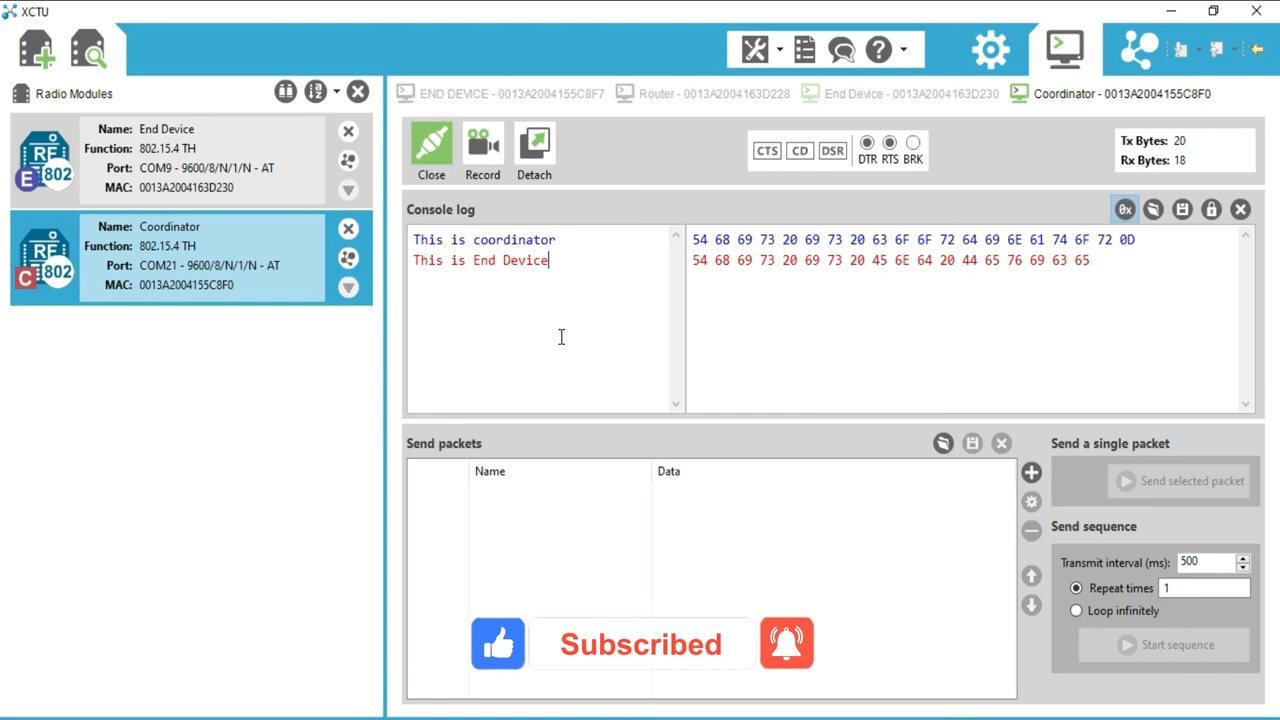 XCTU
Radio Modules
END DEVICE - 0013A2004155C8F7
Router - 0013A2004163D228
End Device - 0013A2004163D230
Coordinator - 0013A2004155C8F0
Name: End Device
Function: 802.15.4 TH
Port: COM9 - 9600/8/N/1/N - AT
MAC: 0013A2004163D230
RF
802
E
Name: Coordinator
Function: 802.15.4 TH
Port: COM21 - 9600/8/N/1/N - AT
MAC: 0013A2004155C8F0
RF
802
C
Close
Record
Detach
CTS
CD
DSR
DTR
RTS
BRK
Tx Bytes: 20
Rx Bytes: 18
Console log
0x
This is coordinator
This is End Device
54 68 69 73 20 69 73 20 63 6F 6F 72 64 69 6E 61 74 6F 72 0D
54 68 69 73 20 69 73 20 45 6E 64 20 44 65 76 69 63 65
Send packets
Name
Data
Send a single packet
Send selected packet
Send sequence
Transmit interval (ms): 500
Repeat times 1
Loop infinitely
Start sequence
Subscribed